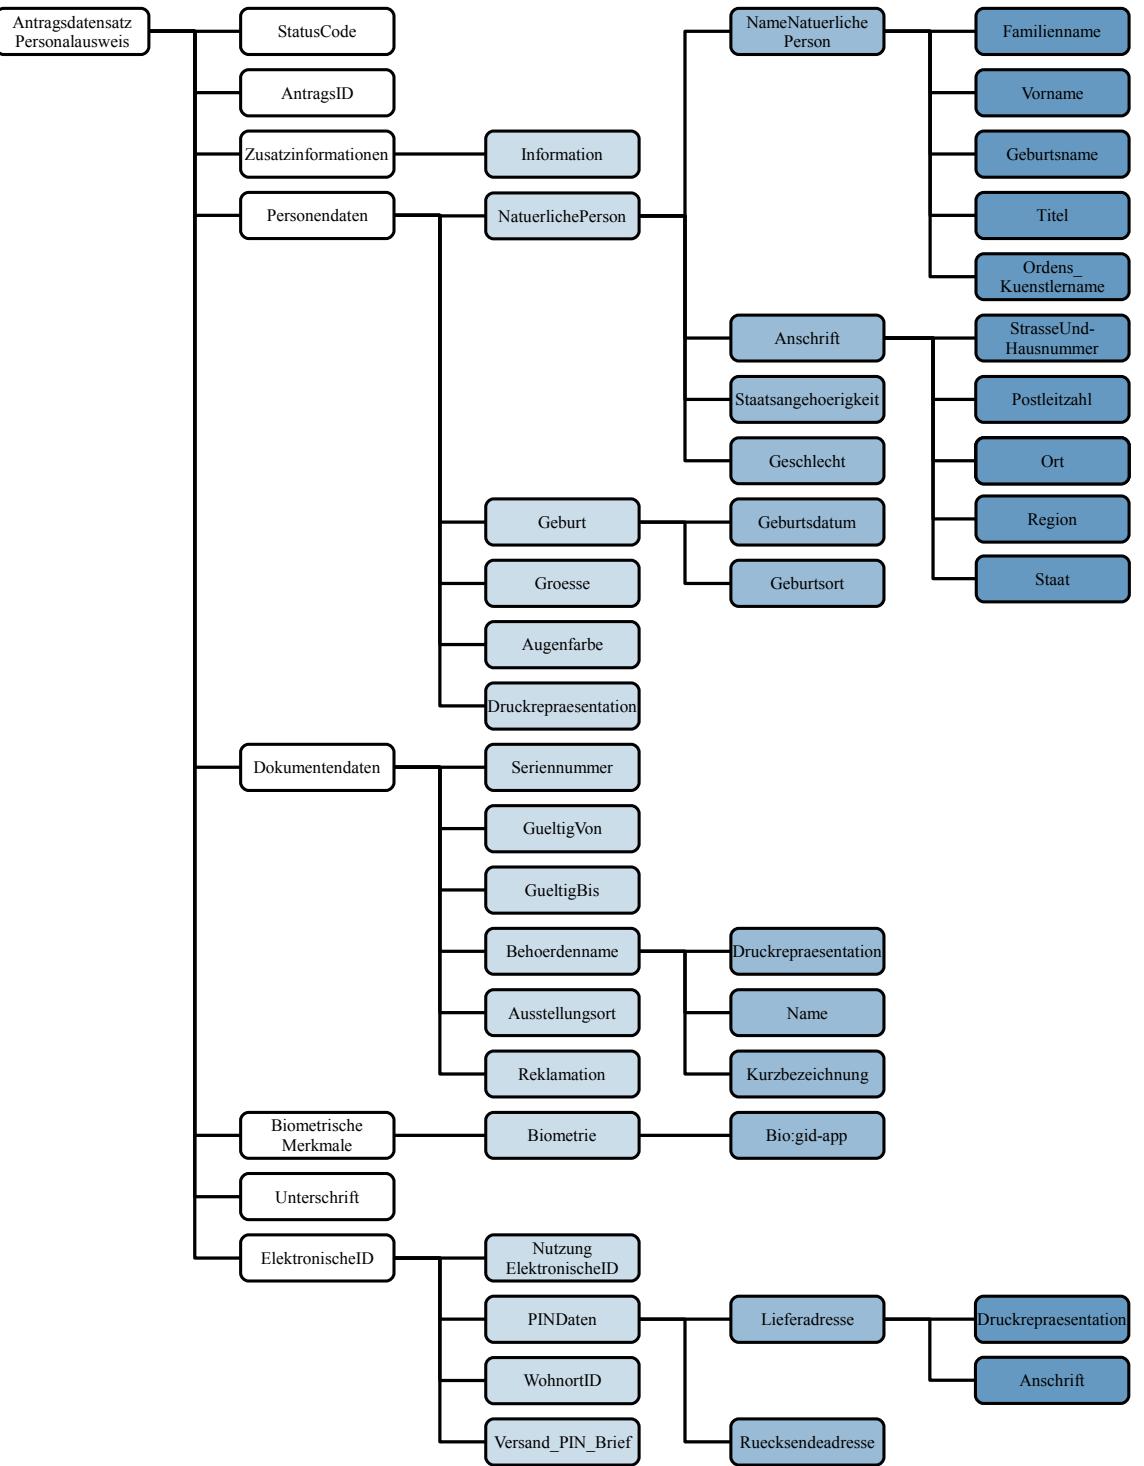 Antragsdatensatz
Personalausweis
StatusCode
NameNatuerliche
Person
Familienname
AntragsID
Vorname
Zusatzinformationen
Information
Geburtsname
Personendaten
NatuerlichePerson
Titel
Ordens_
Kuenstlername
Anschrift
StrasseUnd-
Hausnummer
Staatsangehoerigkeit
Postleitzahl
Geschlecht
Ort
Geburt
Geburtsdatum
Region
Groesse
Geburtsort
Staat
Augenfarbe
Druckrepraesentation
Dokumentendaten
Seriennummer
GueltigVon
GueltigBis
Behoerdenname
Druckrepraesentation
Ausstellungsort
Name
Reklamation
Kurzbezeichnung
Biometrische
Merkmale
Biometrie
Bio:gid-app
Unterschrift
ElektronischeID
Nutzung
ElektronischeID
PINDaten
Lieferadresse
Druckrepraesentation
WohnortID
Anschrift
Versand_PIN_Brief
Ruecksendeadresse